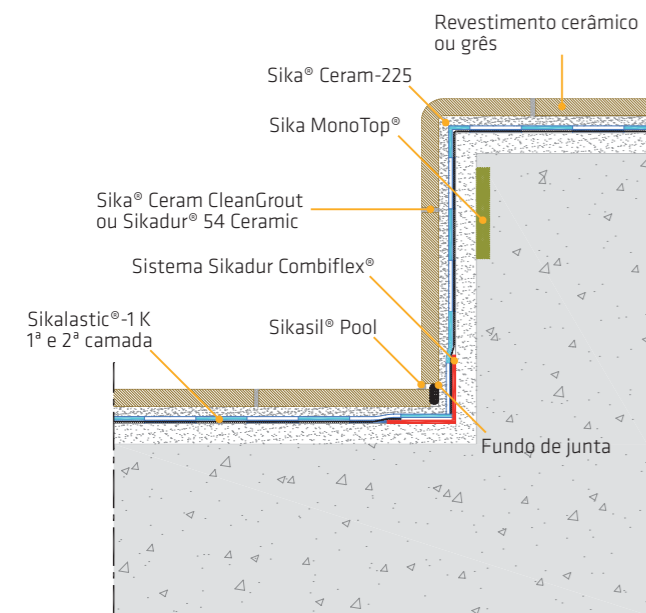 Revestimento cerâmico
ou grês
Sika® Ceram-225
Sika MonoTop®
Sika® Ceram CleanGrout
ou Sikadur® 54 Ceramic
Sistema Sikadur Combiflex®
Sikalastic®-1 K
1ª e 2ª camada
Sikasil® Pool
Fundo de junta